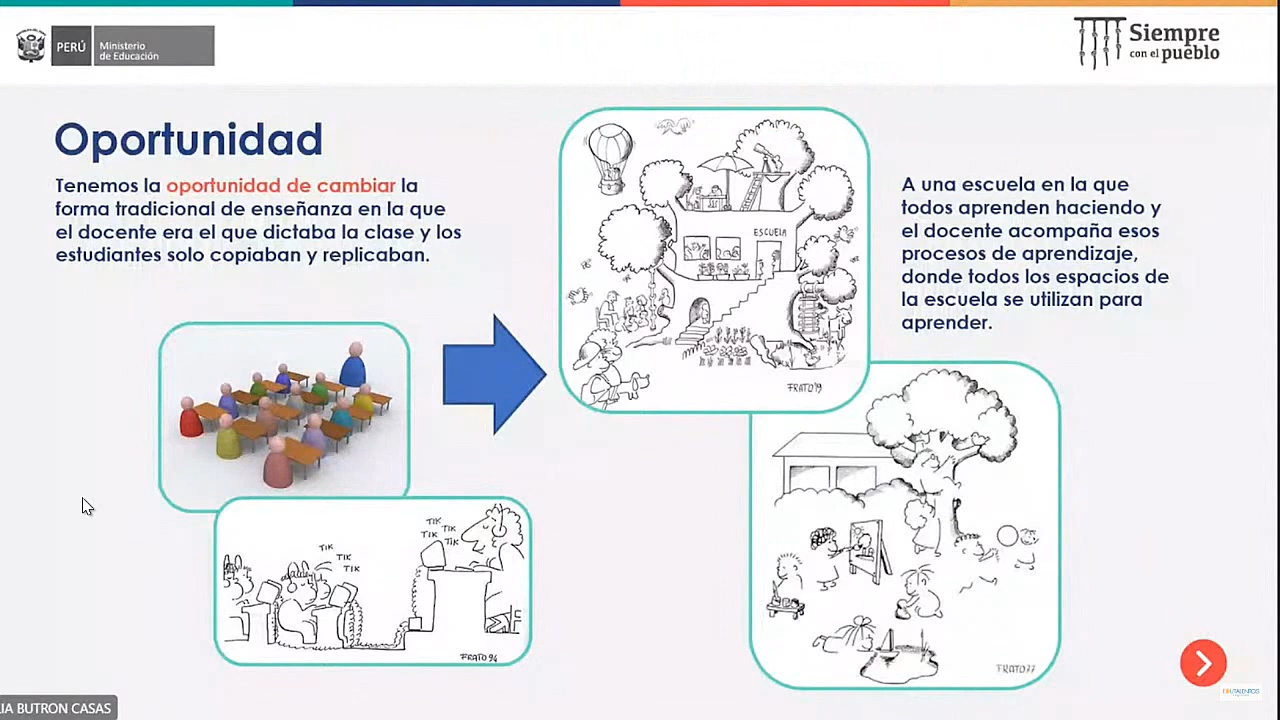 PERÚ
Ministerio
de Educación
Siempre
con el pueblo
Oportunidad
Tenemos la oportunidad de cambiar la
forma tradicional de enseñanza en la que
el docente era el que dictaba la clase y los
estudiantes solo copiaban y replicaban.
ESCUELA
FRATO'19
A una escuela en la que
todos aprenden haciendo y
el docente acompaña esos
procesos de aprendizaje,
donde todos los espacios de
la escuela se utilizan para
aprender.
TIK
TIK
TIK
TIK
TIK
TIK
TIK
FRATO 94
FRATO 77
LIA BUTRON CASAS